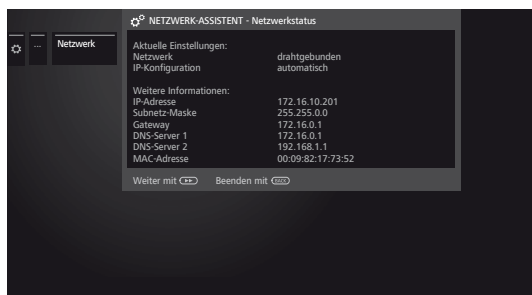 NETZWERK-ASSISTENT - Netzwerkstatus
... Netzwerk
Aktuelle Einstellungen:
Netzwerk drahtgebunden
IP-Konfiguration automatisch
Weitere Informationen:
IP-Adresse 172.16.10.201
Subnetz-Maske 255.255.0.0
Gateway 172.16.0.1
DNS-Server 1 172.16.0.1
DNS-Server 2 192.168.1.1
MAC-Adresse 00:09:82:17:73:52
Weiter mit Beenden mit BACK